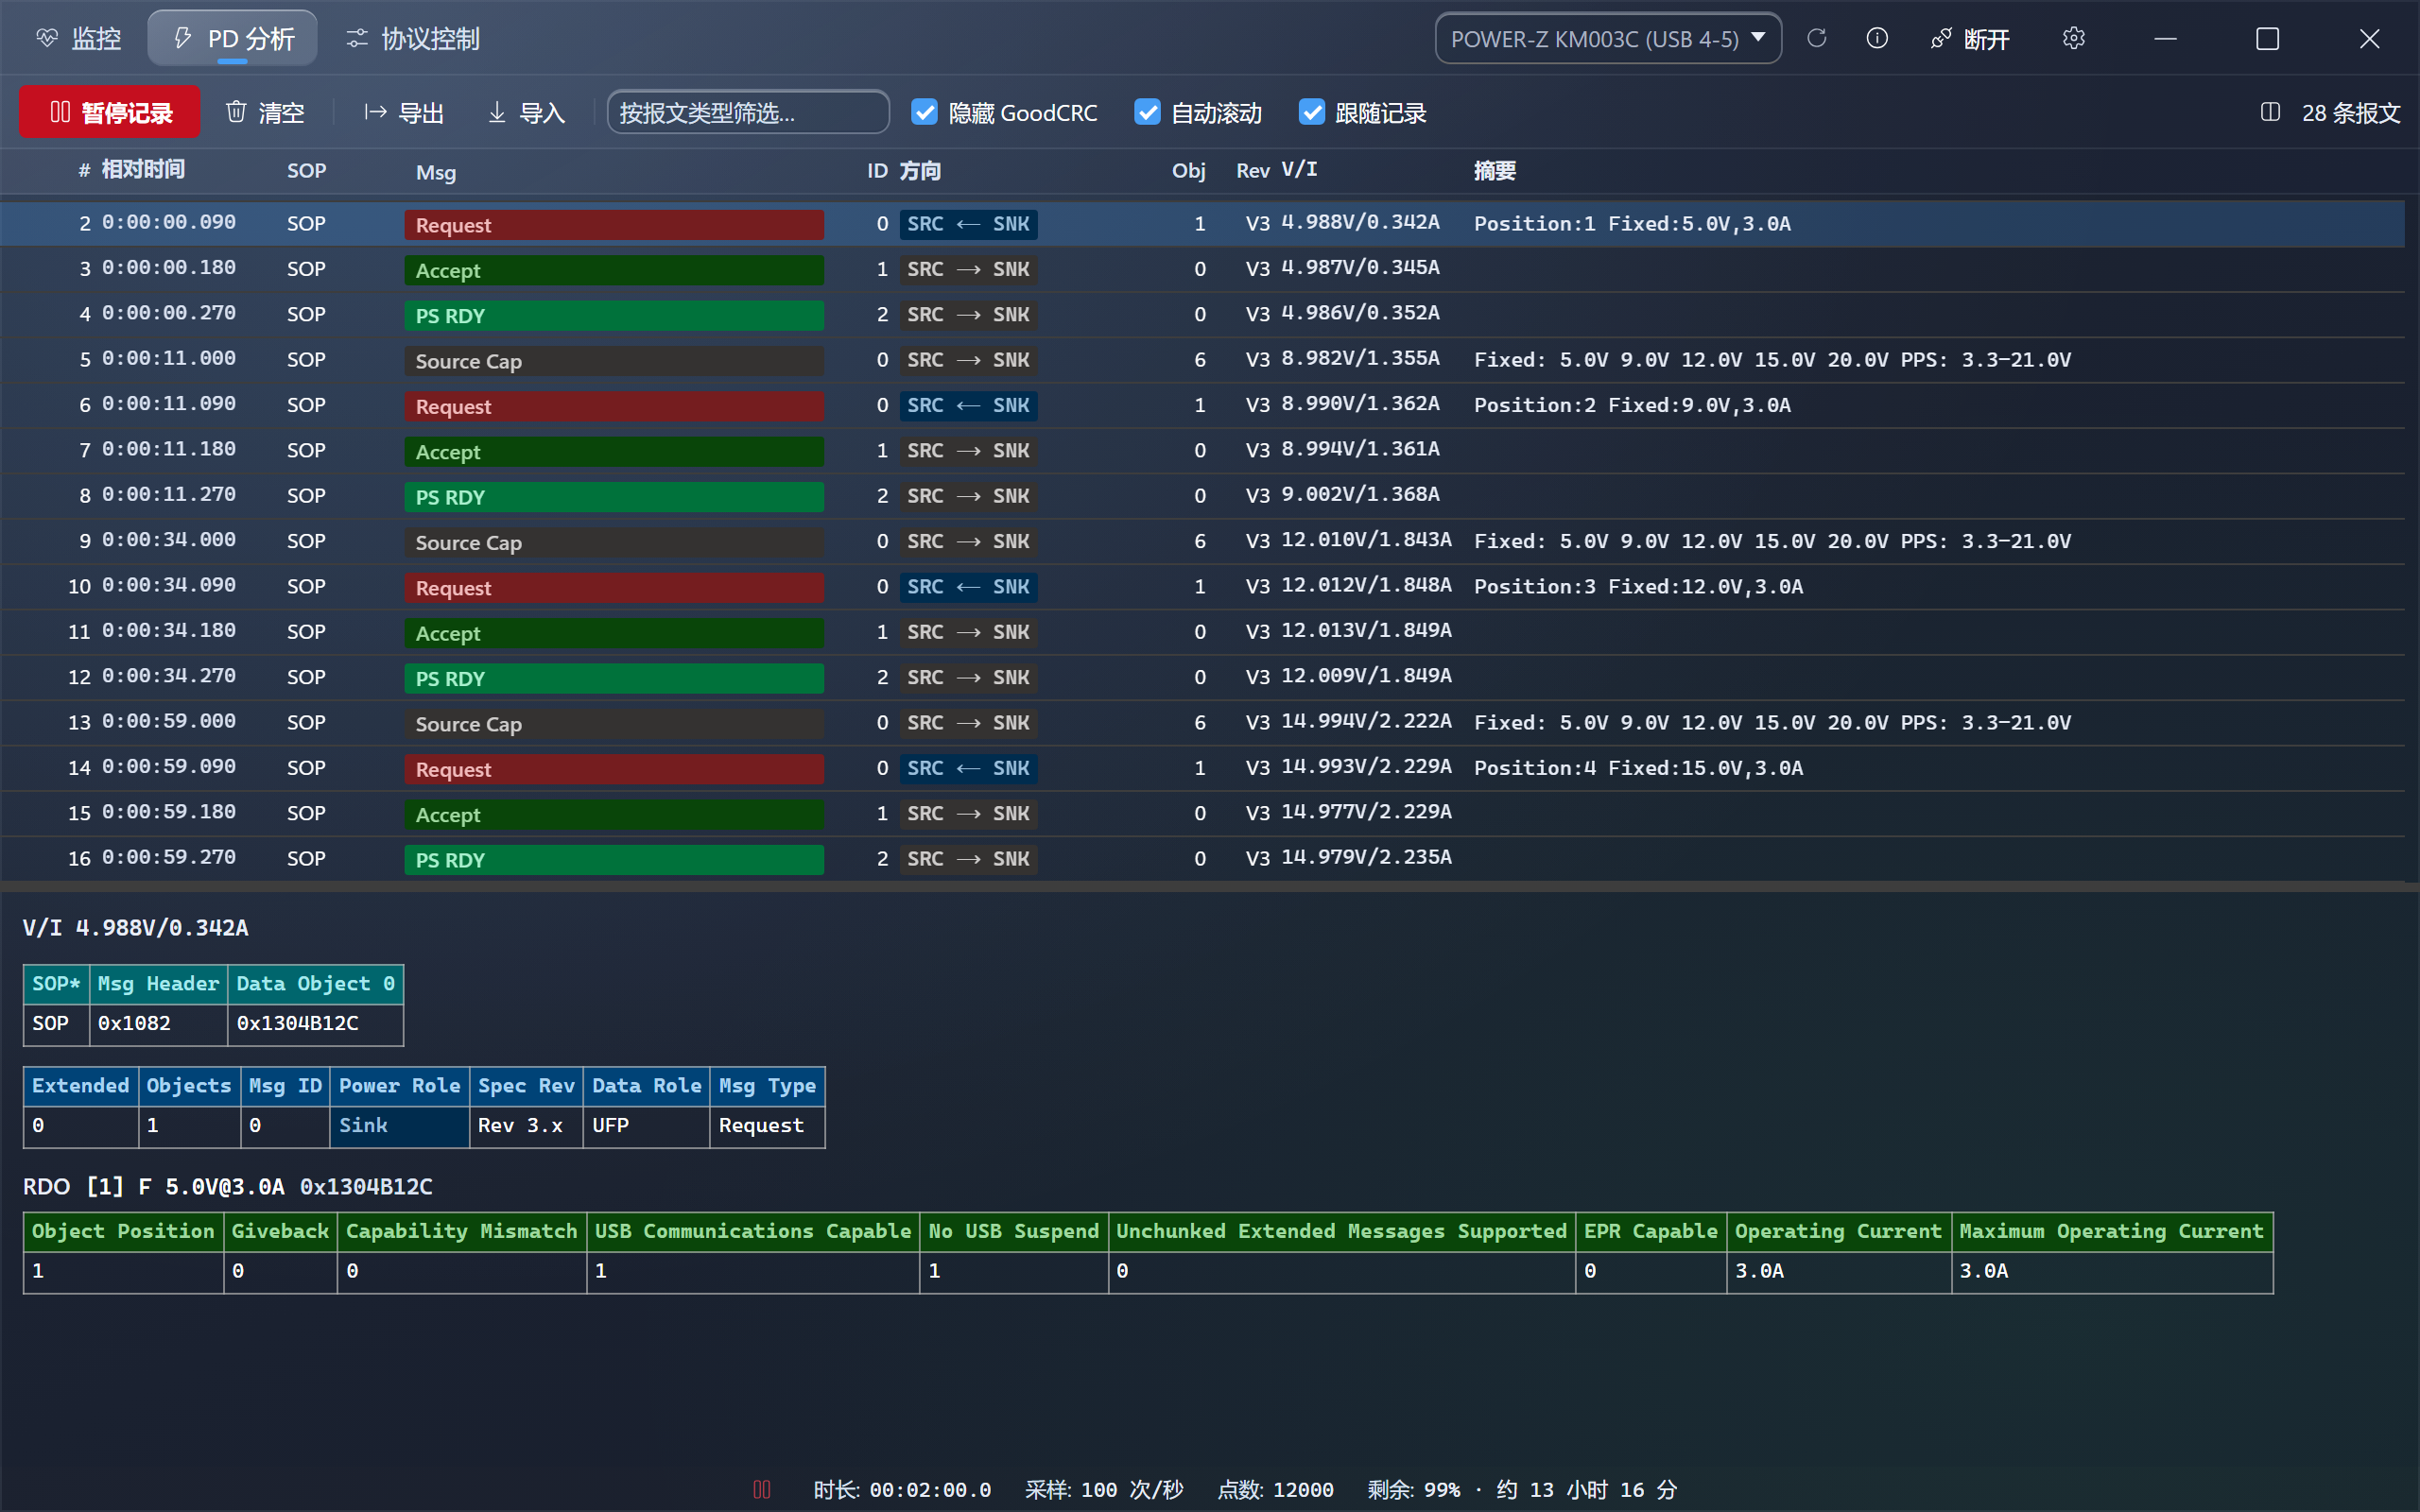 监控 PD 分析 协议控制 POWER-Z KM003C (USB 4-5) 断开
暂停记录 清空 导出 导入 按报文类型筛选... 隐藏 GoodCRC 自动滚动 跟随记录 28 条报文
# 相对时间 SOP Msg ID 方向 Obj Rev V/I 摘要
2 0:00:00.090 SOP Request 0 SRC ← SNK 1 V3 4.988V/0.342A Position:1 Fixed:5.0V,3.0A
3 0:00:00.180 SOP Accept 1 SRC → SNK 0 V3 4.987V/0.345A
4 0:00:00.270 SOP PS RDY 2 SRC → SNK 0 V3 4.986V/0.352A
5 0:00:11.000 SOP Source Cap 0 SRC → SNK 6 V3 8.982V/1.355A Fixed: 5.0V 9.0V 12.0V 15.0V 20.0V PPS: 3.3-21.0V
6 0:00:11.090 SOP Request 0 SRC ← SNK 1 V3 8.990V/1.362A Position:2 Fixed:9.0V,3.0A
7 0:00:11.180 SOP Accept 1 SRC → SNK 0 V3 8.994V/1.361A
8 0:00:11.270 SOP PS RDY 2 SRC → SNK 0 V3 9.002V/1.368A
9 0:00:34.000 SOP Source Cap 0 SRC → SNK 6 V3 12.010V/1.843A Fixed: 5.0V 9.0V 12.0V 15.0V 20.0V PPS: 3.3-21.0V
10 0:00:34.090 SOP Request 0 SRC ← SNK 1 V3 12.012V/1.848A Position:3 Fixed:12.0V,3.0A
11 0:00:34.180 SOP Accept 1 SRC → SNK 0 V3 12.013V/1.849A
12 0:00:34.270 SOP PS RDY 2 SRC → SNK 0 V3 12.009V/1.849A
13 0:00:59.000 SOP Source Cap 0 SRC → SNK 6 V3 14.994V/2.222A Fixed: 5.0V 9.0V 12.0V 15.0V 20.0V PPS: 3.3-21.0V
14 0:00:59.090 SOP Request 0 SRC ← SNK 1 V3 14.993V/2.229A Position:4 Fixed:15.0V,3.0A
15 0:00:59.180 SOP Accept 1 SRC → SNK 0 V3 14.977V/2.229A
16 0:00:59.270 SOP PS RDY 2 SRC → SNK 0 V3 14.979V/2.235A
V/I 4.988V/0.342A
SOP* Msg Header Data Object 0
SOP 0x1082 0x1304B12C
Extended Objects Msg ID Power Role Spec Rev Data Role Msg Type
0 1 0 Sink Rev 3.x UFP Request
RDO [1] F 5.0V@3.0A 0x1304B12C
Object Position Giveback Capability Mismatch USB Communications Capable No USB Suspend Unchunked Extended Messages Supported EPR Capable Operating Current Maximum Operating Current
1 0 0 1 1 0 0 3.0A 3.0A
时长: 00:02:00.0 采样: 100 次/秒 点数: 12000 剩余: 99% · 约 13 小时 16 分